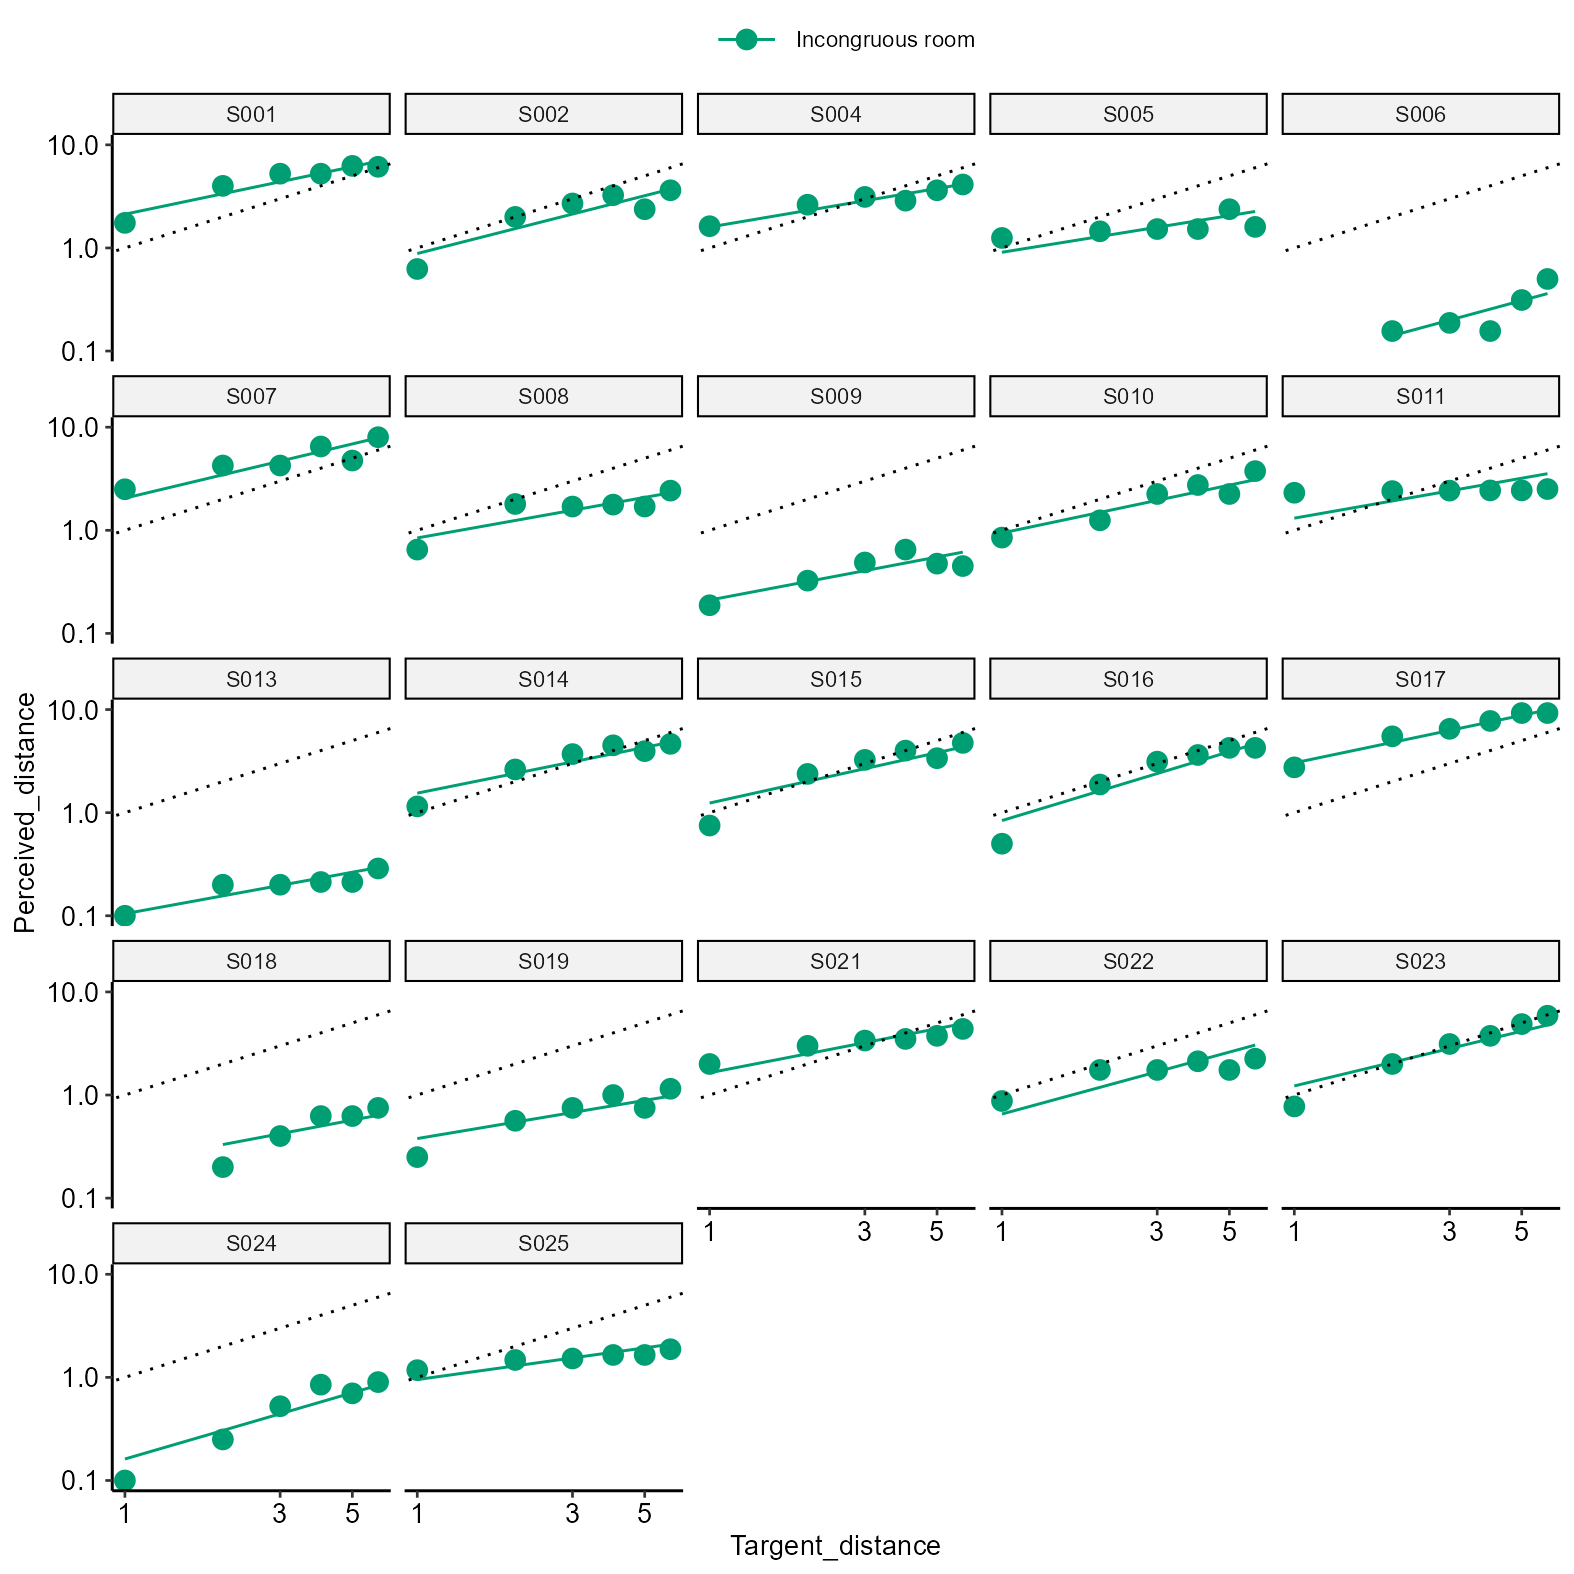 Incongruous room
S001 S002 S004 S005 S006
10.0
1.0
0.1
S007 S008 S009 S010 S011
10.0
1.0
0.1
S013 S014 S015 S016 S017
10.0
1.0
0.1
Perceived_distance
S018 S019 S021 S022 S023
10.0
1.0
0.1
1 3 5 1 3 5 1 3 5
S024 S025
10.0
1.0
0.1
1 3 5 1 3 5
Targent_distance